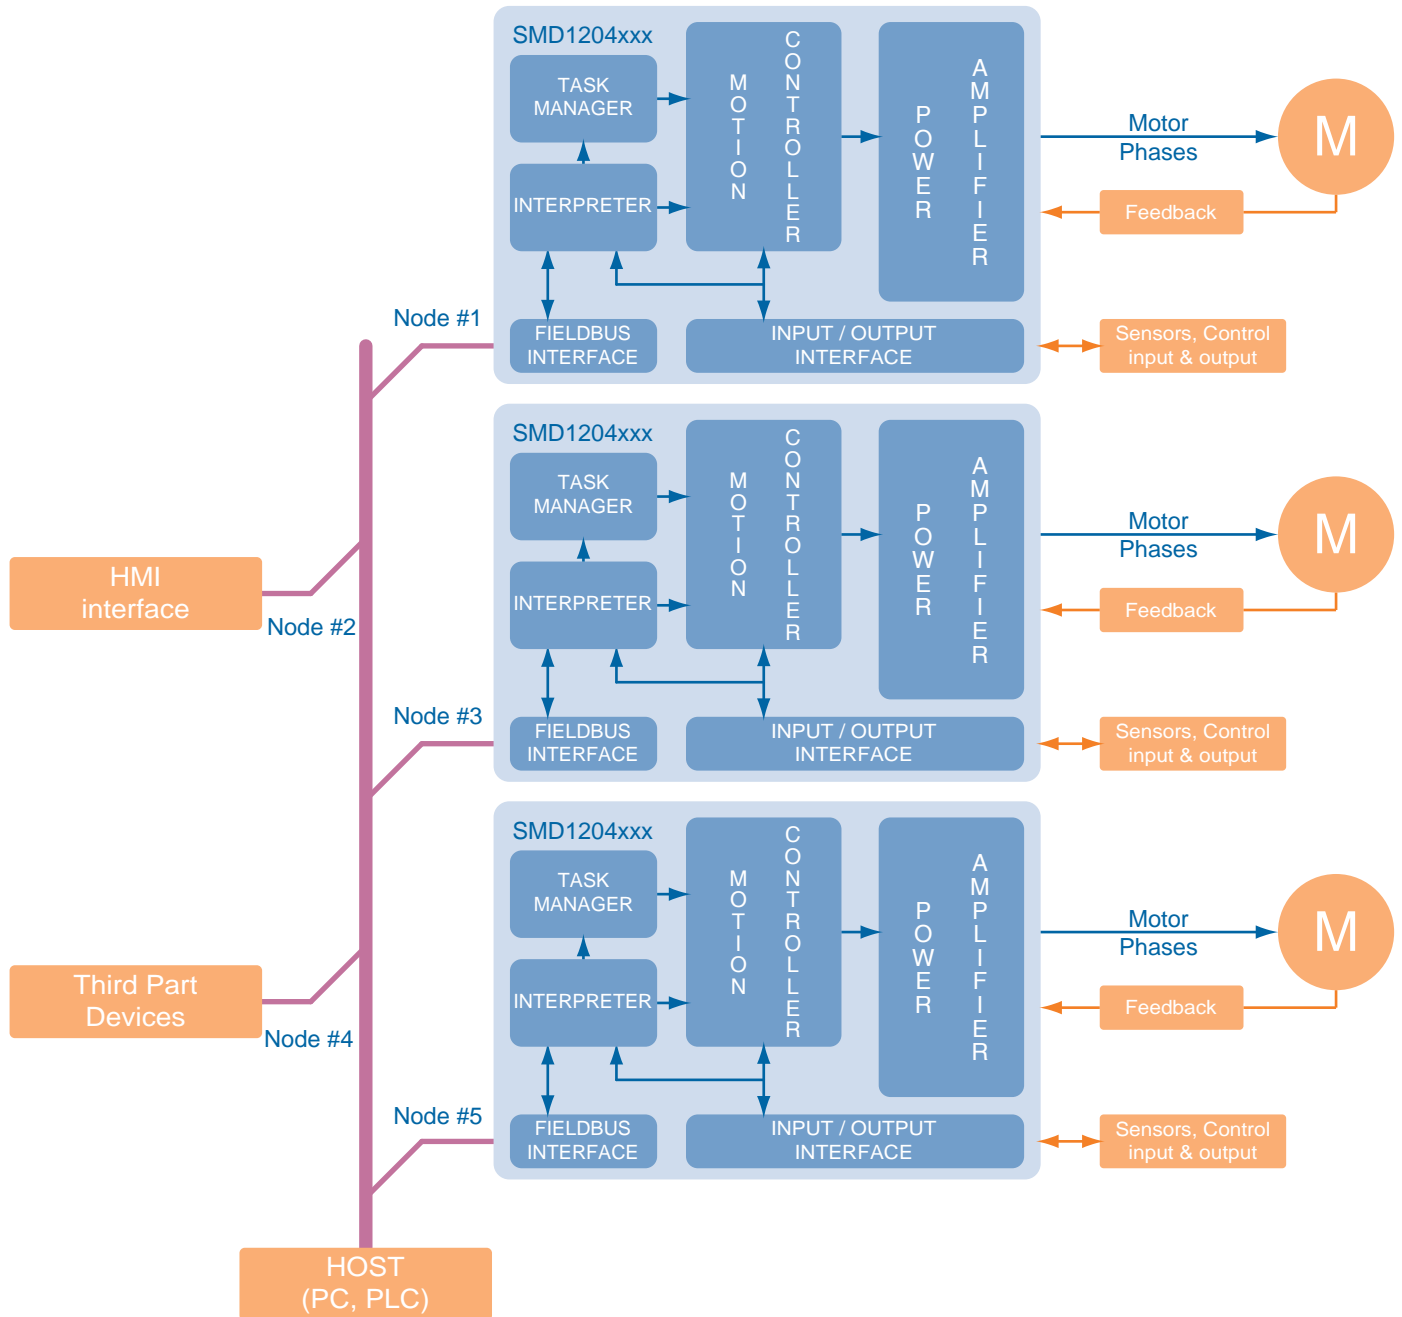 SMD1204xxx
TASK
MANAGER
INTERPRETER
MOTION
CONTROLLER
POWER
AMPLIFIER
Motor
Phases
M
Feedback
Node #1
FIELDBUS
INTERFACE
INPUT / OUTPUT
INTERFACE
Sensors, Control
input & output
SMD1204xxx
TASK
MANAGER
INTERPRETER
MOTION
CONTROLLER
POWER
AMPLIFIER
Motor
Phases
M
Feedback
HMI
interface
Node #2
Node #3
FIELDBUS
INTERFACE
INPUT / OUTPUT
INTERFACE
Sensors, Control
input & output
SMD1204xxx
TASK
MANAGER
INTERPRETER
MOTION
CONTROLLER
POWER
AMPLIFIER
Motor
Phases
M
Feedback
Third Part
Devices
Node #4
Node #5
FIELDBUS
INTERFACE
INPUT / OUTPUT
INTERFACE
Sensors, Control
input & output
HOST
(PC, PLC)